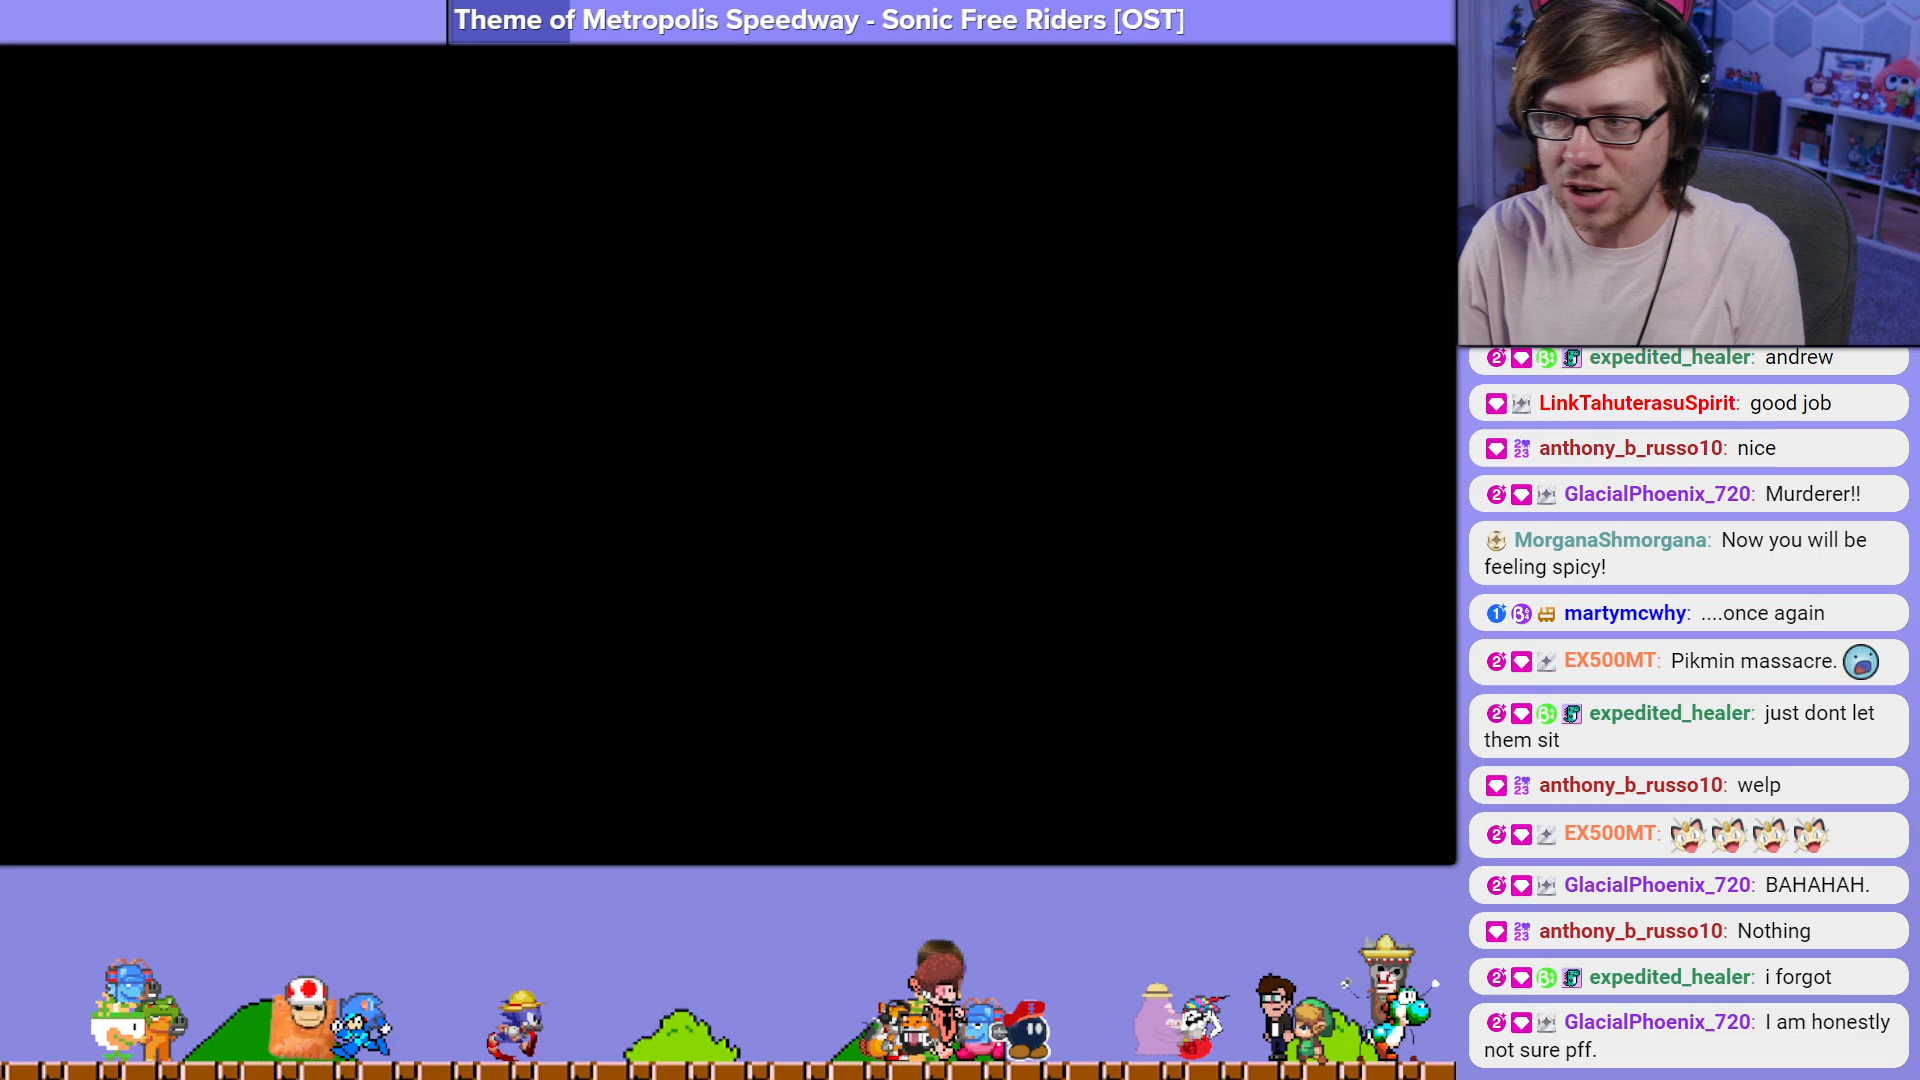 Theme of Metropolis Speedway - Sonic Free Riders [OST]
expedited_healer: andrew
LinkTahuterasuSpirit: good job
anthony_b_russo10: nice
GlacialPhoenix_720: Murderer!!
MorganaShmorgana: Now you will be
feeling spicy!
martymcwhy: ....once again
EX500MT: Pikmin massacre.
expedited_healer: just dont let
them sit
anthony_b_russo10: welp
EX500MT:
GlacialPhoenix_720: BAHAHAH.
anthony_b_russo10: Nothing
expedited_healer: i forgot
GlacialPhoenix_720: I am honestly
not sure pff.